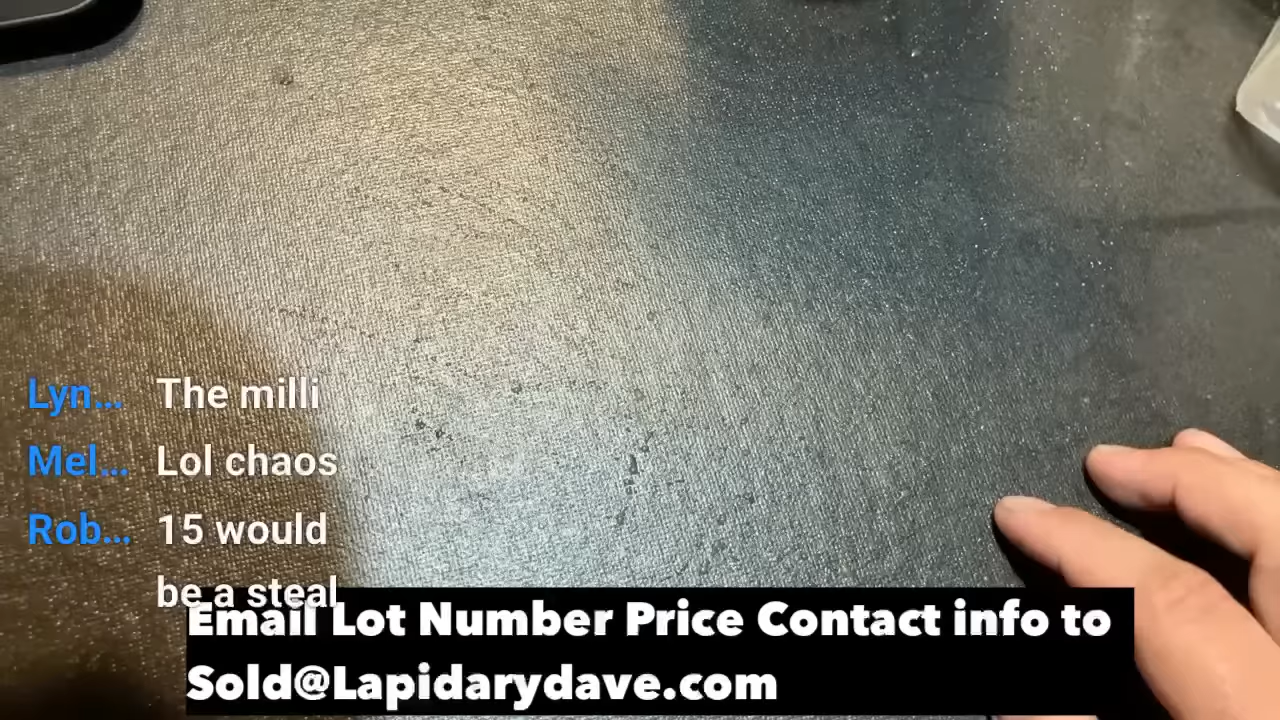 Lyn... The milli
Mel... Lol chaos
Rob... 15 would
be a steal
Email Lot Number Price Contact info to
Sold@Lapidarydave.com